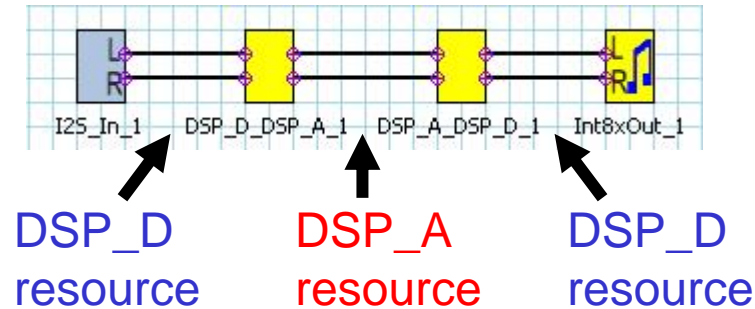 L
R
L
R
I2S_In_1 DSP_D_DSP_A_1 DSP_A_DSP_D_1 Int8xOut_1
DSP_D DSP_A DSP_D
resource resource resource